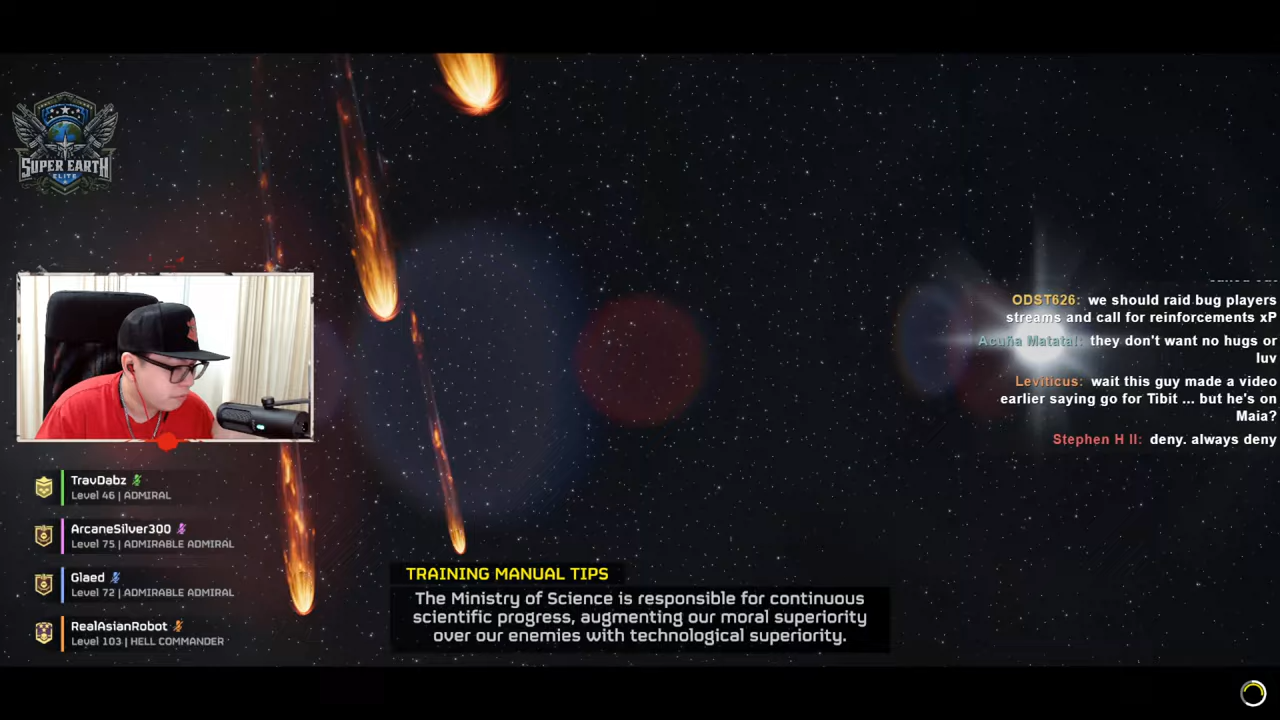 SUPER EARTH
ELITE
ODST626: we should raid bug players
streams and call for reinforcements xP
Acuña Matata!: they don't want no hugs or
luv
Leviticus: wait this guy made a video
earlier saying go for Tibit ... but he's on
Maia?
Stephen H II: deny. always deny
TravDabz
Level 46 | ADMIRAL
ArcaneSilver300
Level 75 | ADMIRABLE ADMIRAL
Glaed
Level 72 | ADMIRABLE ADMIRAL
RealAsianRobot
Level 103 | HELL COMMANDER
TRAINING MANUAL TIPS
The Ministry of Science is responsible for continuous
scientific progress, augmenting our moral superiority
over our enemies with technological superiority.